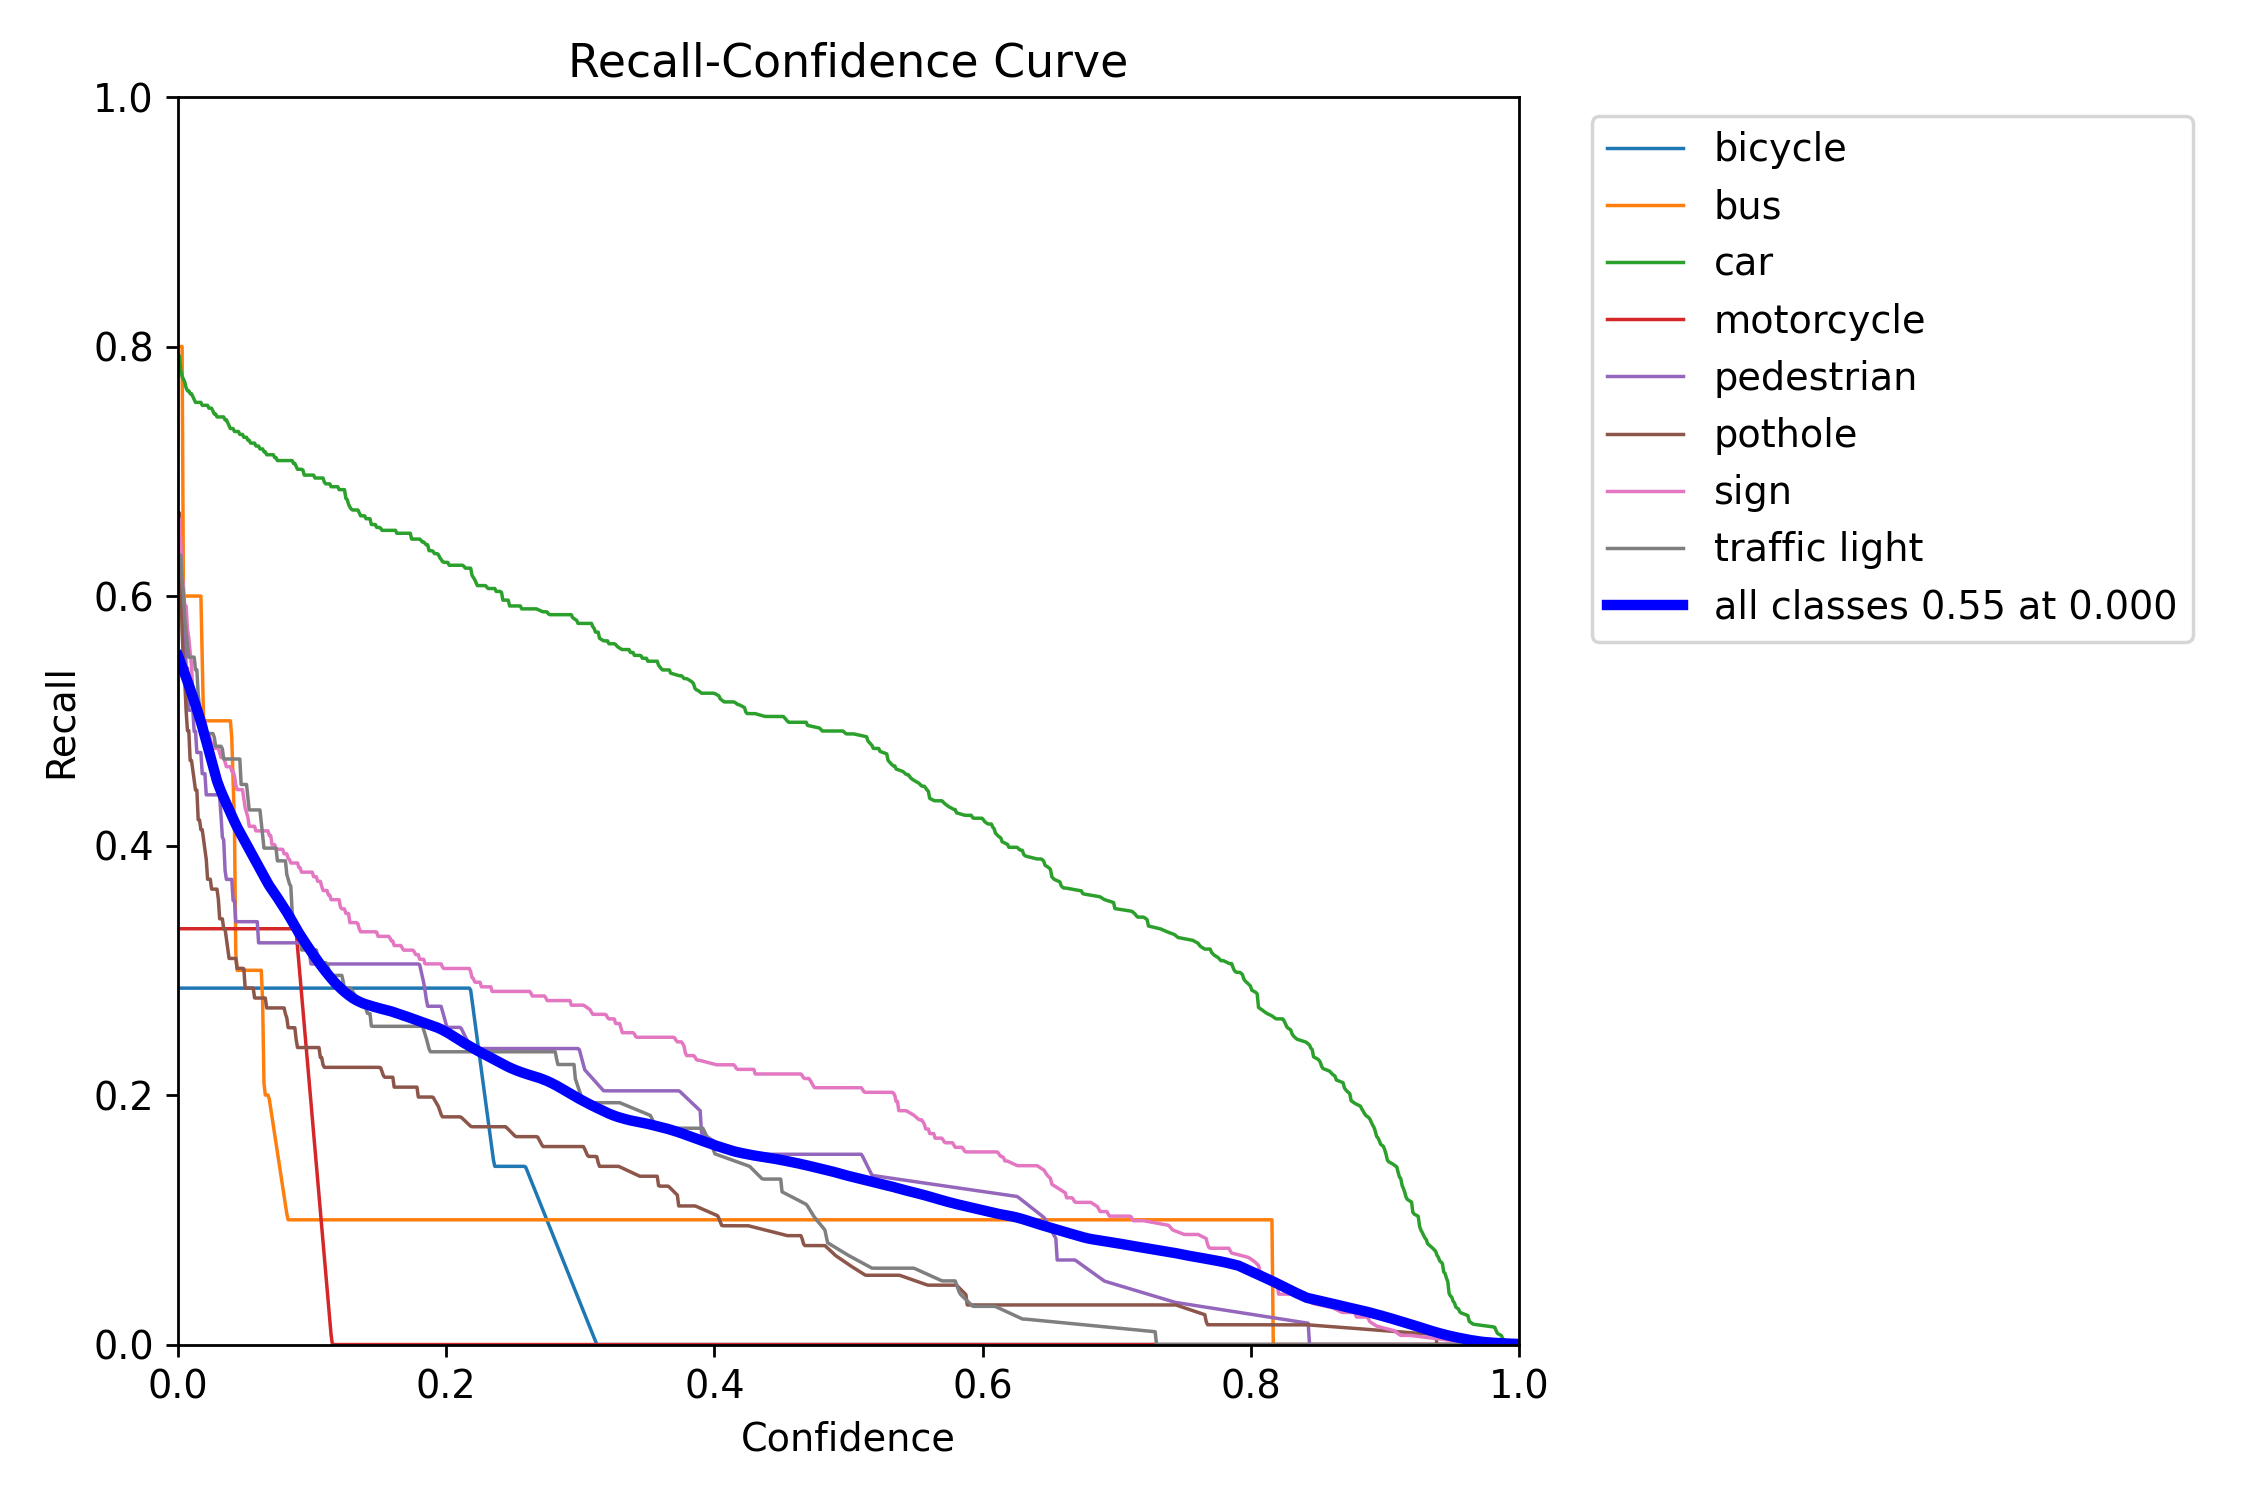 Recall-Confidence Curve
1.0
0.8
0.6
0.4
0.2
0.0
Recall
0.0 0.2 0.4 0.6 0.8 1.0
Confidence
bicycle
bus
car
motorcycle
pedestrian
pothole
sign
traffic light
all classes 0.55 at 0.000